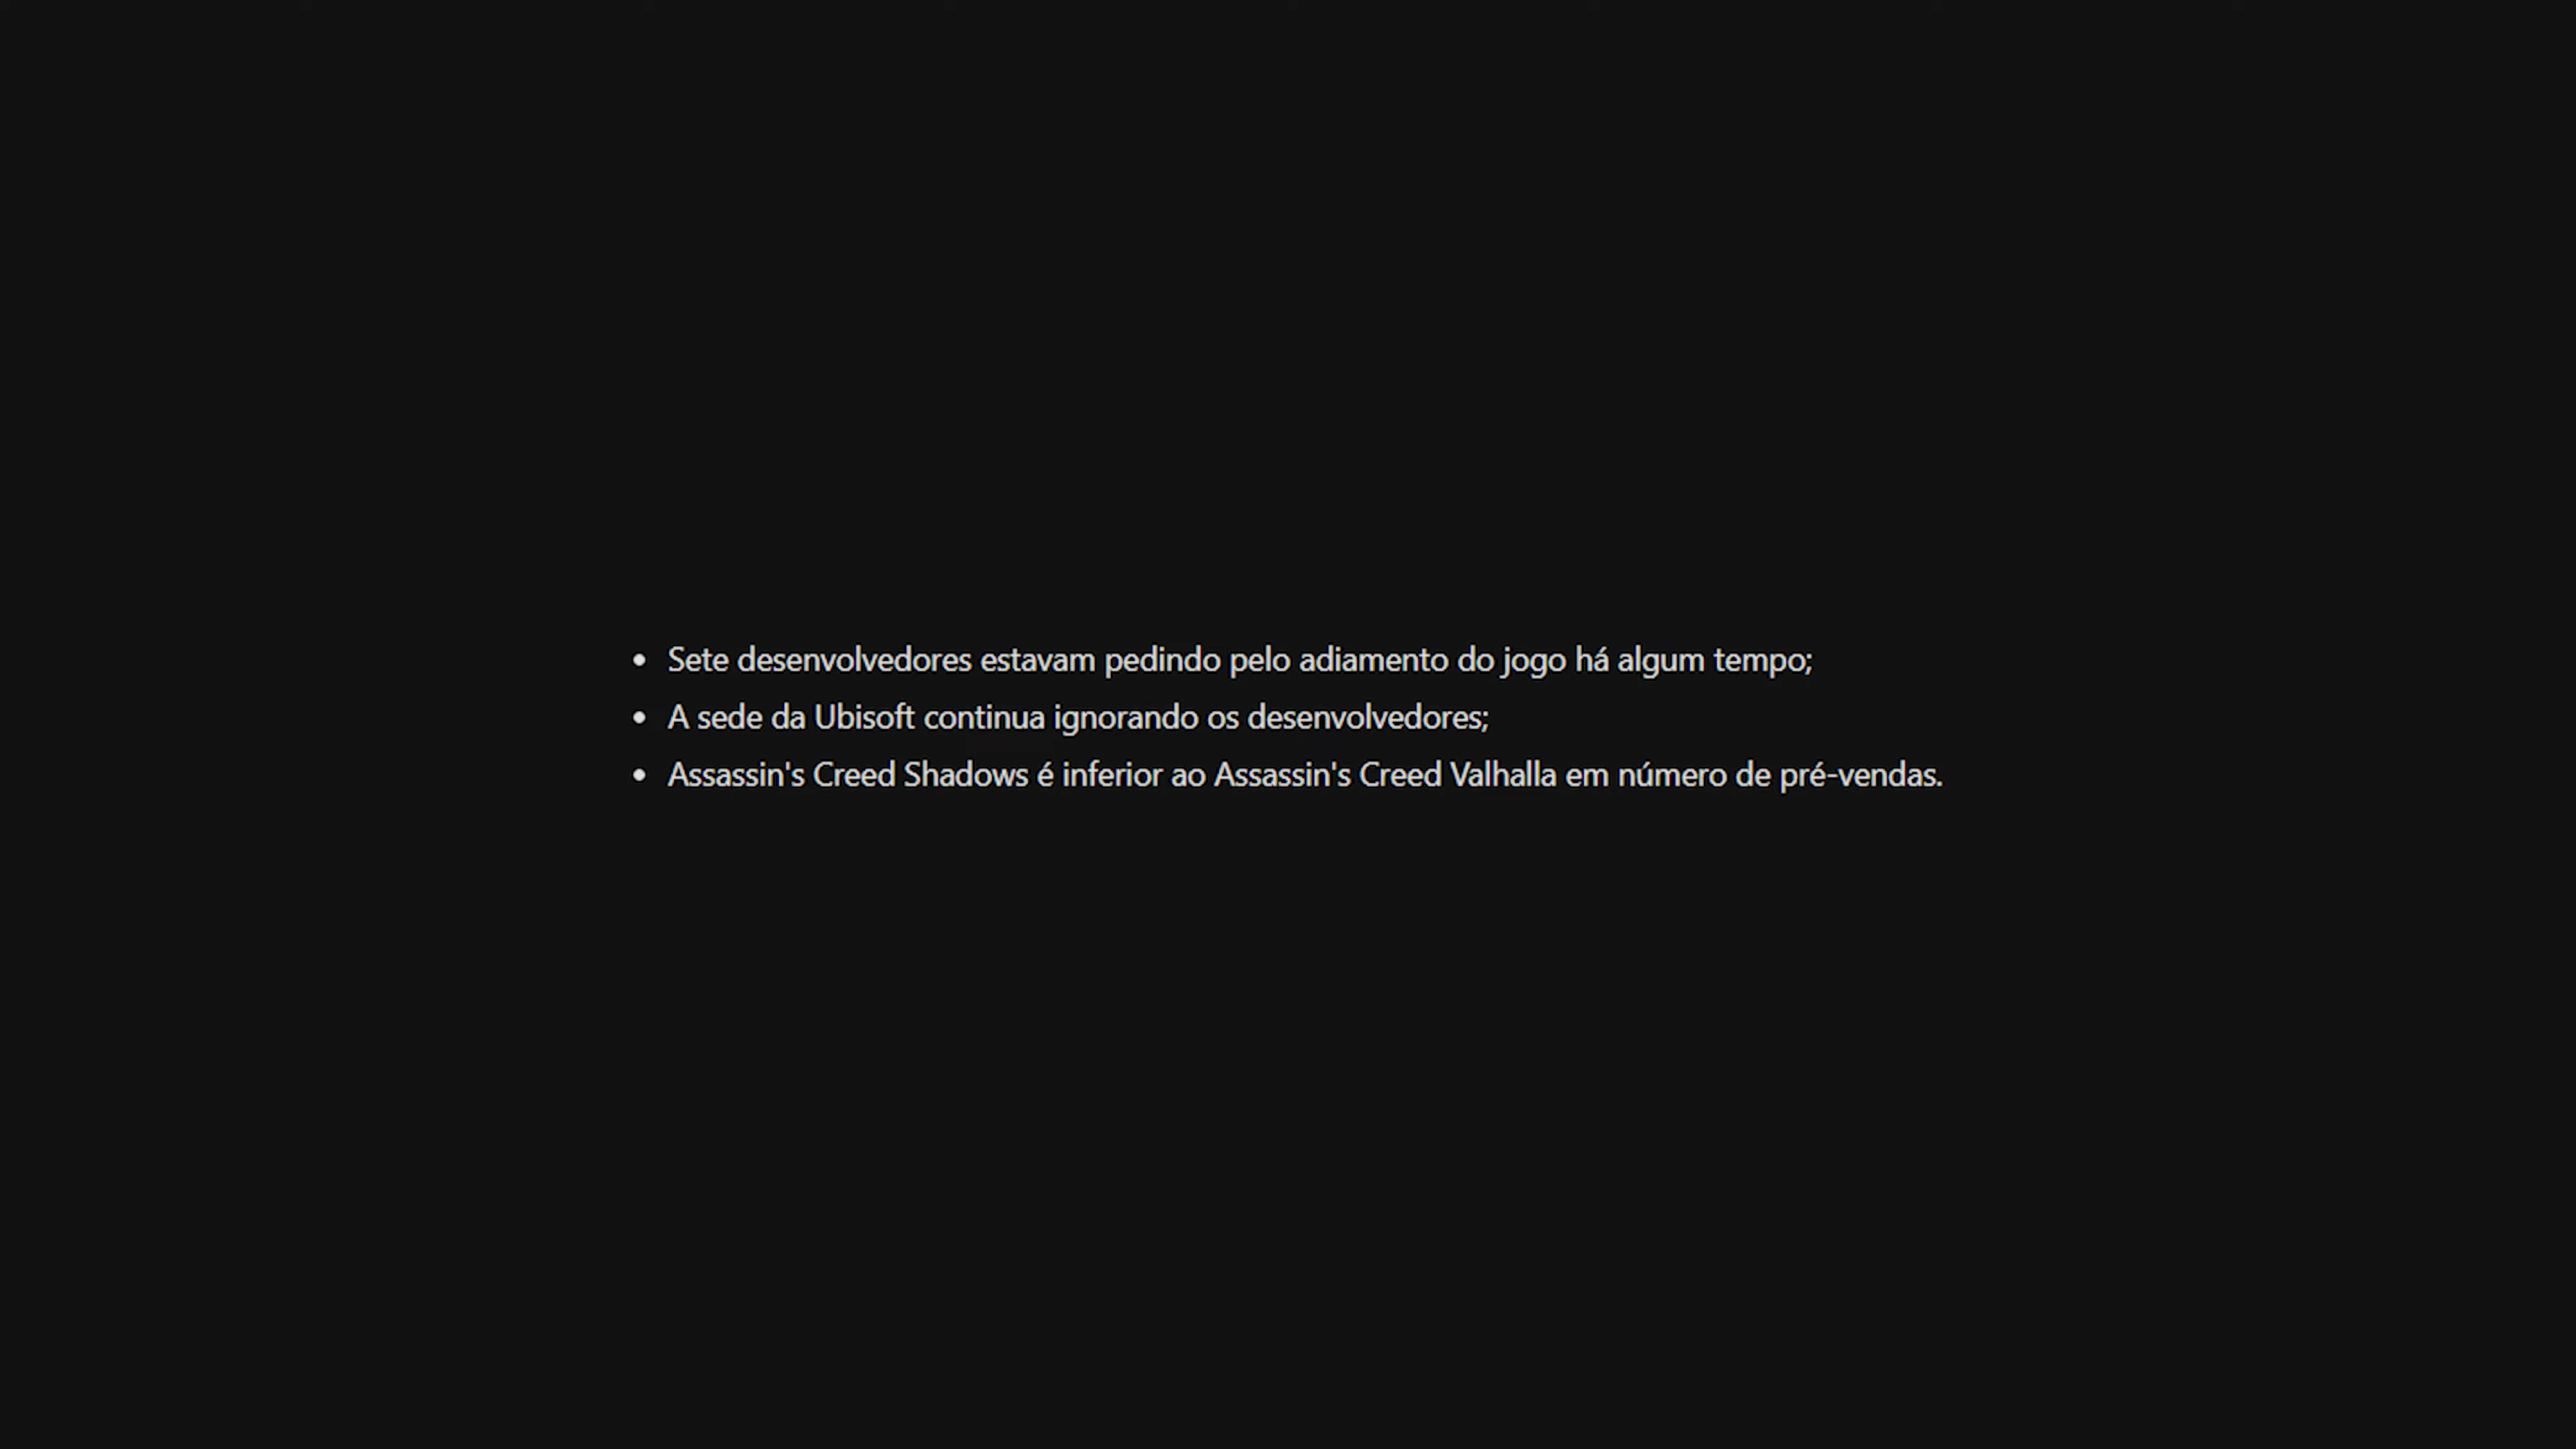 • Sete desenvolvedores estavam pedindo pelo adiamento do jogo há algum tempo;
• A sede da Ubisoft continua ignorando os desenvolvedores;
• Assassin's Creed Shadows é inferior ao Assassin's Creed Valhalla em número de pré-vendas.